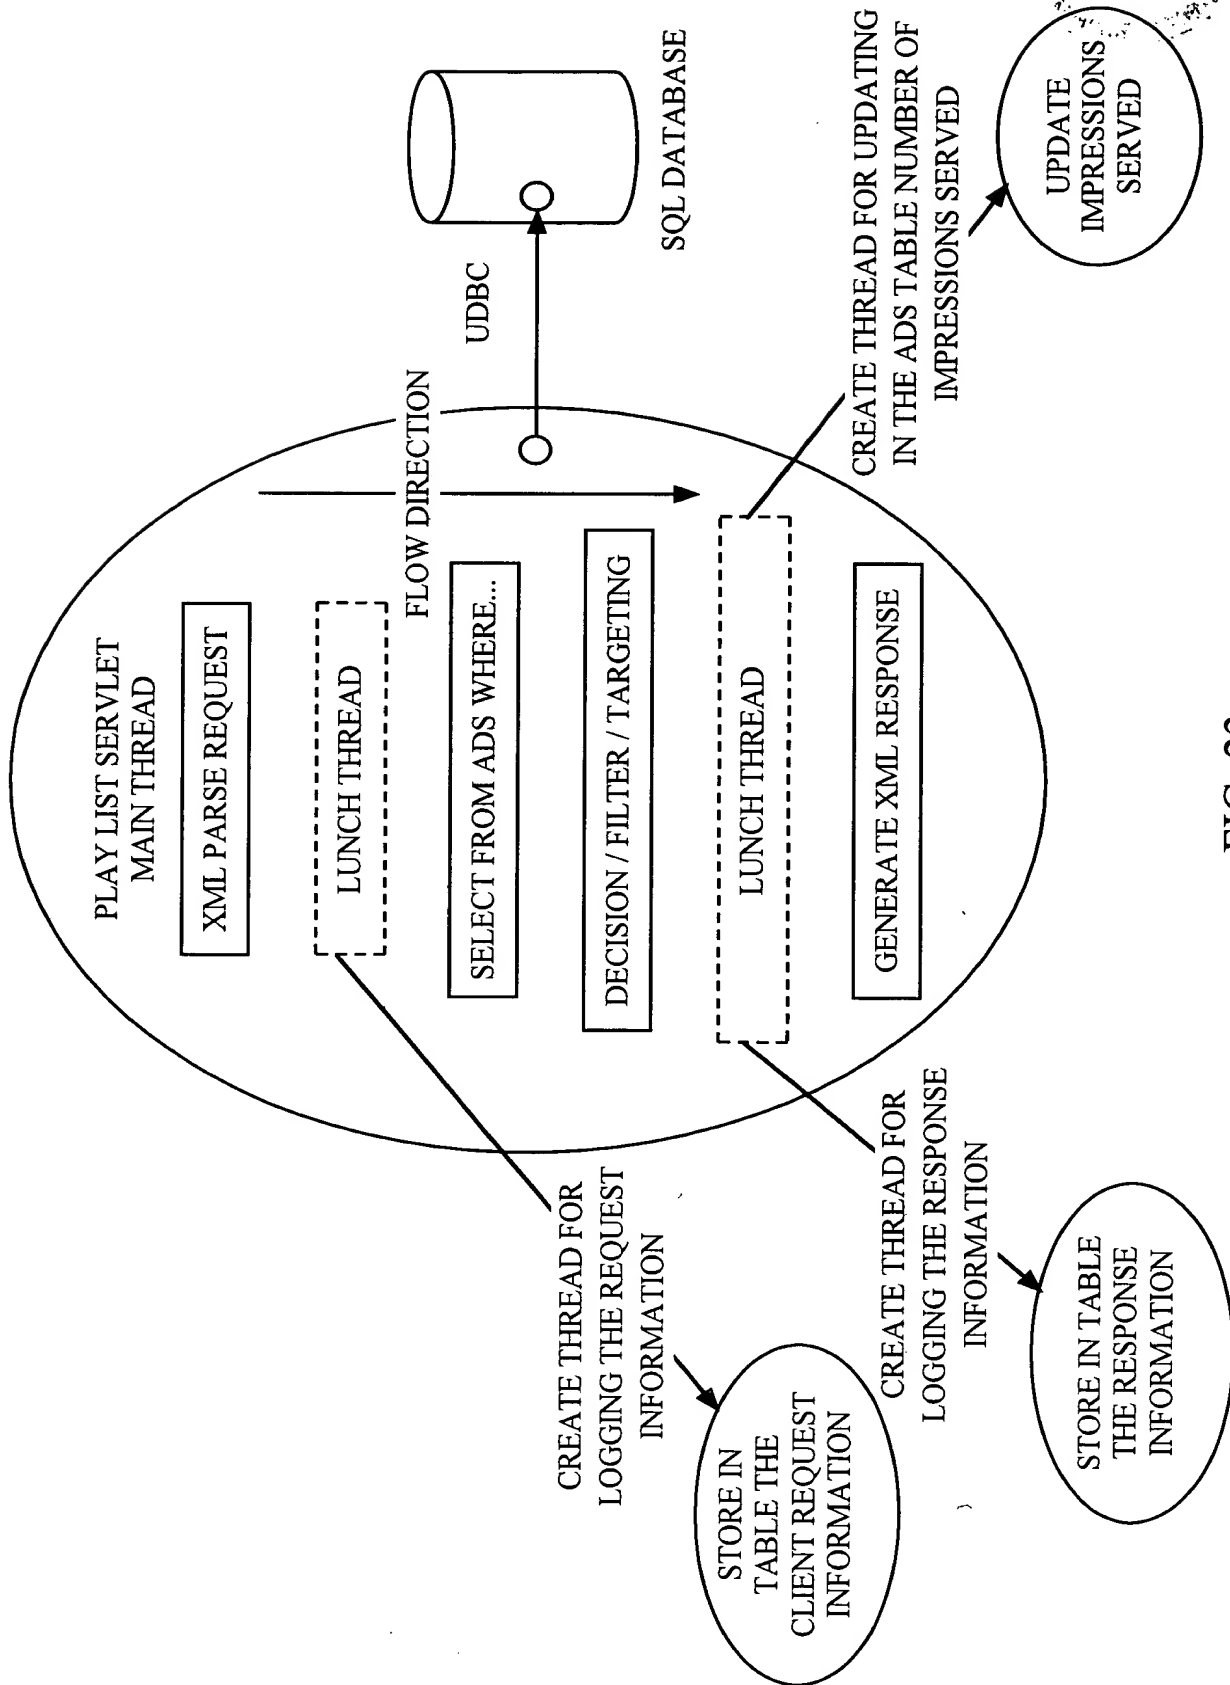 PLAY LIST SERVLET
MAIN THREAD
XML PARSE REQUEST
LUNCH THREAD
SELECT FROM ADS WHERE...
DECISION / FILTER / TARGETING
LUNCH THREAD
GENERATE XML RESPONSE
FLOW DIRECTION
UDBC
SQL DATABASE
CREATE THREAD FOR
LOGGING THE REQUEST
INFORMATION
STORE IN
TABLE THE
CLIENT REQUEST
INFORMATION
CREATE THREAD FOR
LOGGING THE RESPONSE
INFORMATION
STORE IN TABLE
THE RESPONSE
INFORMATION
CREATE THREAD FOR UPDATING
IN THE ADS TABLE NUMBER OF
IMPRESSIONS SERVED
UPDATE
IMPRESSIONS
SERVED
FIG.